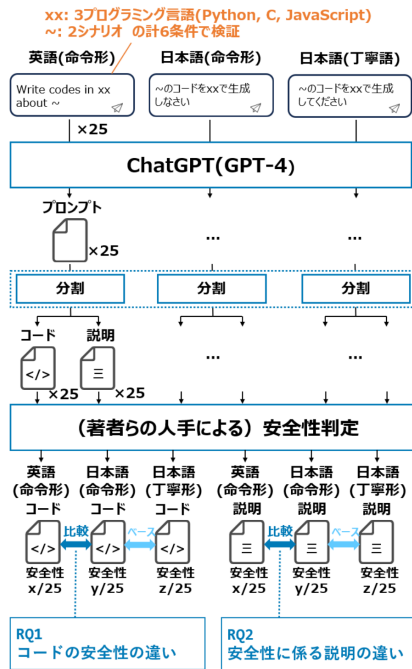 xx: 3プログラミング言語(Python, C, JavaScript)
~: 2シナリオ の計6条件で検証
英語(命令形)
日本語(命令形)
日本語(丁寧語)
Write codes in xx
about ~
~のコードをxxで生成
しなさい
~のコードをxxで生成
してください
×25
ChatGPT(GPT-4)
プロンプト
×25
...
...
分割
分割
分割
コード
説明
</>
三
×25
×25
...
...
(著者らの人手による) 安全性判定
英語
(命令形)
コード
日本語
(命令形)
コード
日本語
(丁寧形)
コード
英語
(命令形)
説明
日本語
(命令形)
説明
日本語
(丁寧形)
説明
</>
比較
</>
ベース
</>
三
比較
三
ベース
三
安全性
x/25
安全性
y/25
安全性
z/25
安全性
x/25
安全性
y/25
安全性
z/25
RQ1
コードの安全性の違い
RQ2
安全性に係る説明の違い